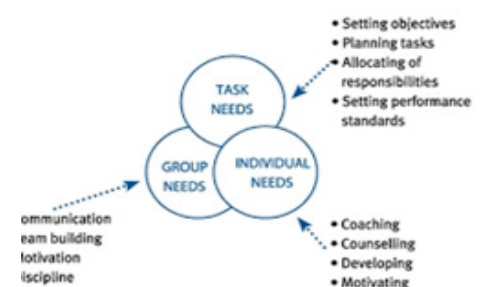 • Setting objectives
• Planning tasks
• Allocating of
responsibilities
• Setting performance
standards
TASK
NEEDS
GROUP
NEEDS
INDIVIDUAL
NEEDS
ommunication
eam building
otivation
iscipline
• Coaching
• Counselling
• Developing
• Motivating